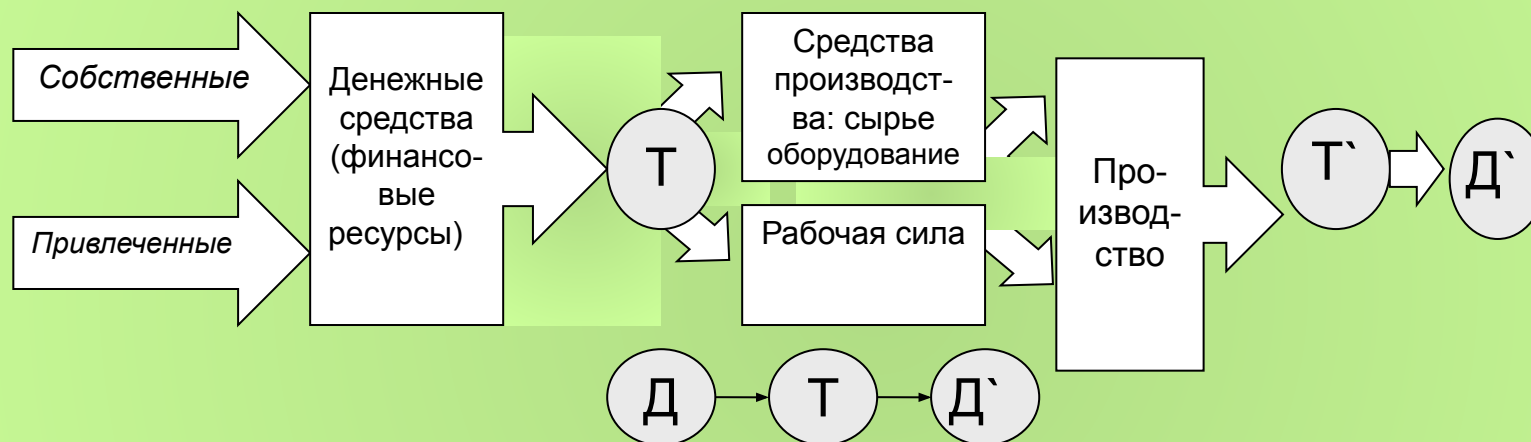 Собственные
Привлеченные
Денежные
средства
(финансо-
вые
ресурсы)
Т
Средства
производст-
ва: сырье
оборудование
Рабочая сила
Про-
извод-
ство
Т`
Д`
Д
Т
Д`